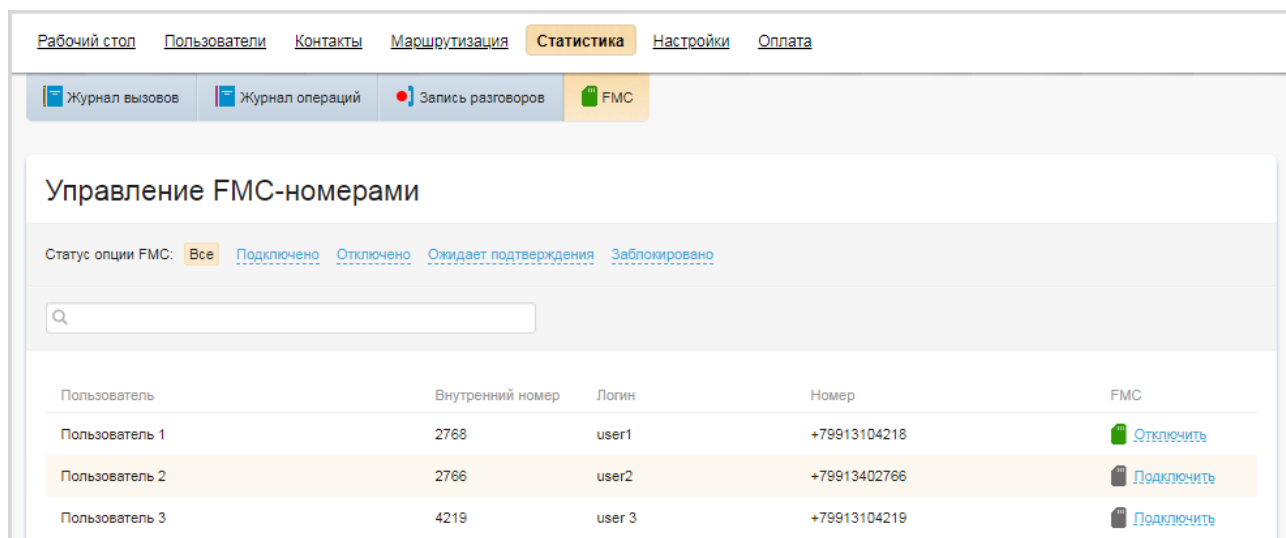 Рабочий стол Пользователи Контакты Маршрутизация Статистика Настройки Оплата
Журнал вызовов Журнал операций Запись разговоров FMC
Управление FMC-номерами
Статус опции FMC: Все Подключено Отключено Ожидает подтверждения Заблокировано
Пользователь Внутренний номер Логин Номер FMC
Пользователь 1 2768 user1 +79913104218 Отключить
Пользователь 2 2766 user2 +79913402766 Подключить
Пользователь 3 4219 user 3 +79913104219 Подключить